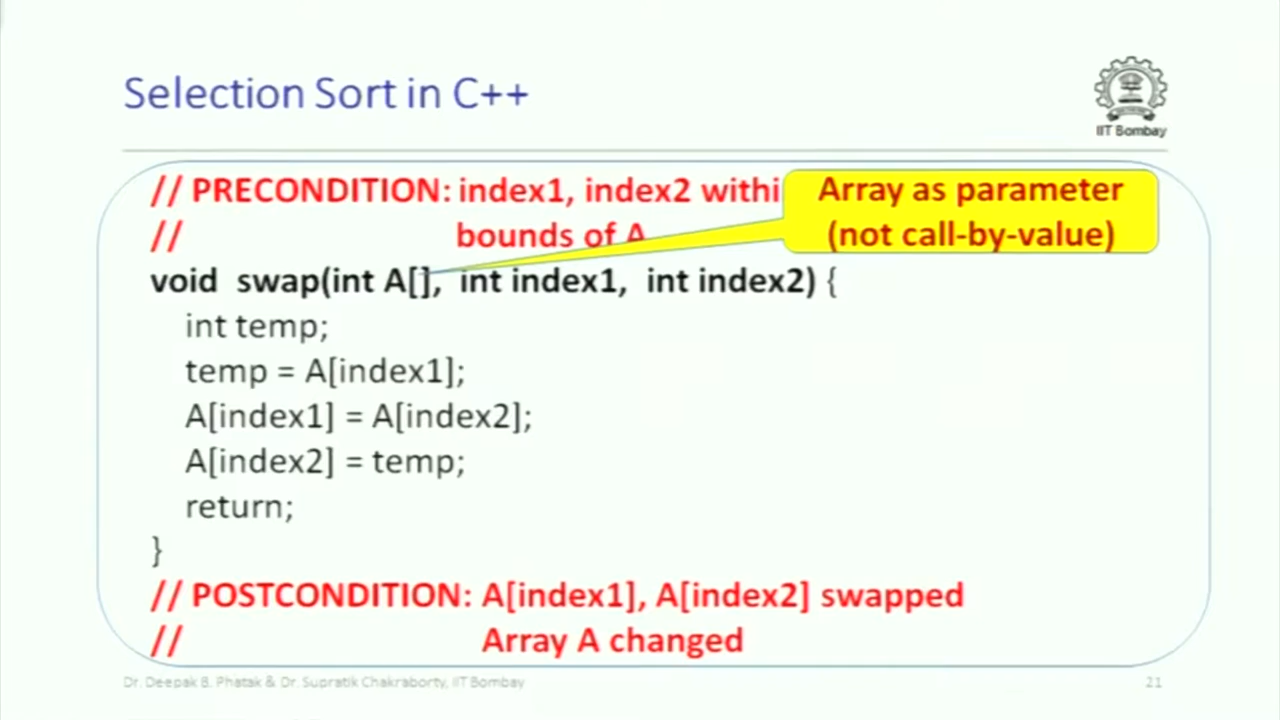 Selection Sort in C++
IIT Bombay
// PRECONDITION: index1, index2 withi
Array as parameter
(not call-by-value)
// bounds of A
void swap(int A[], int index1, int index2) {
int temp;
temp = A[index1];
A[index1] = A[index2];
A[index2] = temp;
return;
}
// POSTCONDITION: A[index1], A[index2] swapped
// Array A changed
Dr. Deepak B. Phatak & Dr. Supratik Chakraborty, IIT Bombay
21